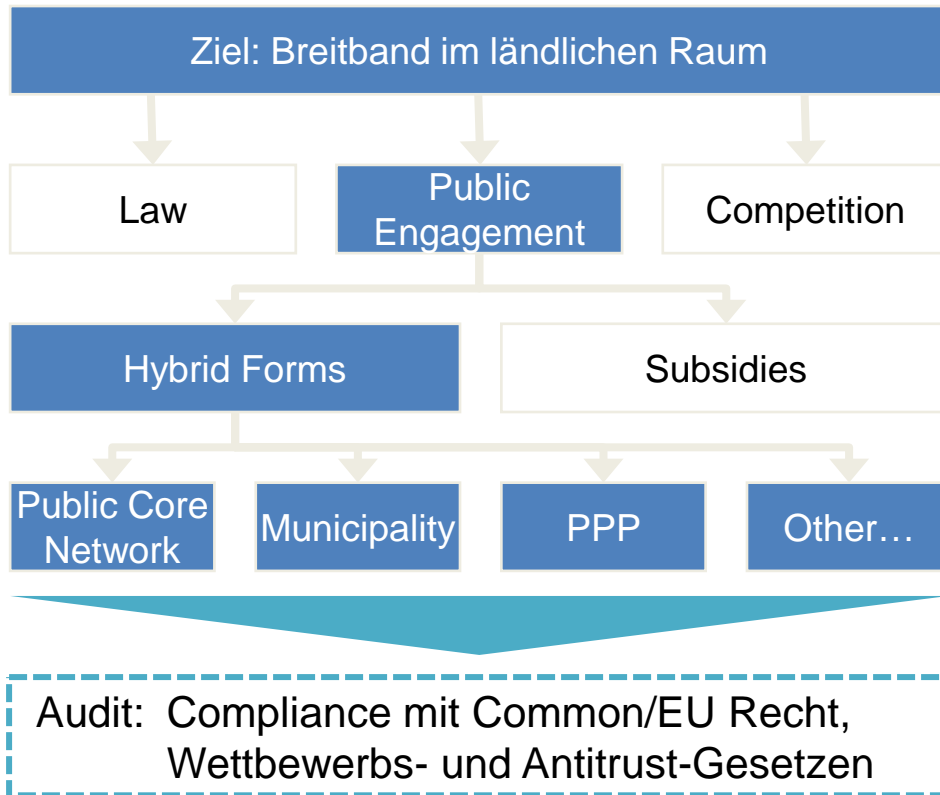 Ziel: Breitband im ländlichen Raum
Law
Public
Engagement
Competition
Hybrid Forms
Subsidies
Public Core
Network
Municipality
PPP
Other…
Audit: Compliance mit Common/EU Recht,
Wettbewerbs- und Antitrust-Gesetzen